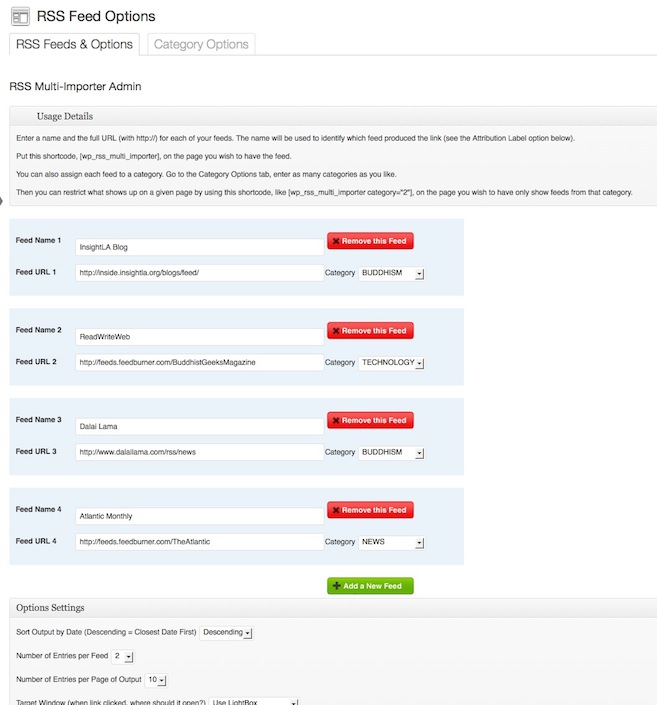 RSS Feed Options
RSS Feeds & Options Category Options
RSS Multi-Importer Admin
Usage Details
Enter a name and the full URL (with http://) for each of your feeds. The name will be used to identify which feed produced the link (see the Attribution Label option below).
Put this shortcode, [wp_rss_multi_importer], on the page you wish to have the feed.
You can also assign each feed to a category. Go to the Category Options tab, enter as many categories as you like.
Then you can restrict what shows up on a given page by using this shortcode, like [wp_rss_multi_importer category="2"], on the page you wish to have only show feeds from that category.
Feed Name 1 InsightLA Blog Remove this Feed
Feed URL 1 http://inside.insightla.org/blogs/feed/ Category BUDDHISM
Feed Name 2 ReadWriteWeb Remove this Feed
Feed URL 2 http://feeds.feedburner.com/BuddhistGeeksMagazine Category TECHNOLOGY
Feed Name 3 Dalai Lama Remove this Feed
Feed URL 3 http://www.dalailama.com/rss/news Category BUDDHISM
Feed Name 4 Atlantic Monthly Remove this Feed
Feed URL 4 http://feeds.feedburner.com/TheAtlantic Category NEWS
Add a New Feed
Options Settings
Sort Output by Date (Descending = Closest Date First) Descending
Number of Entries per Feed 2
Number of Entries per Page of Output 10
Target Window (when link clicked, where should it open?) Use LightBox